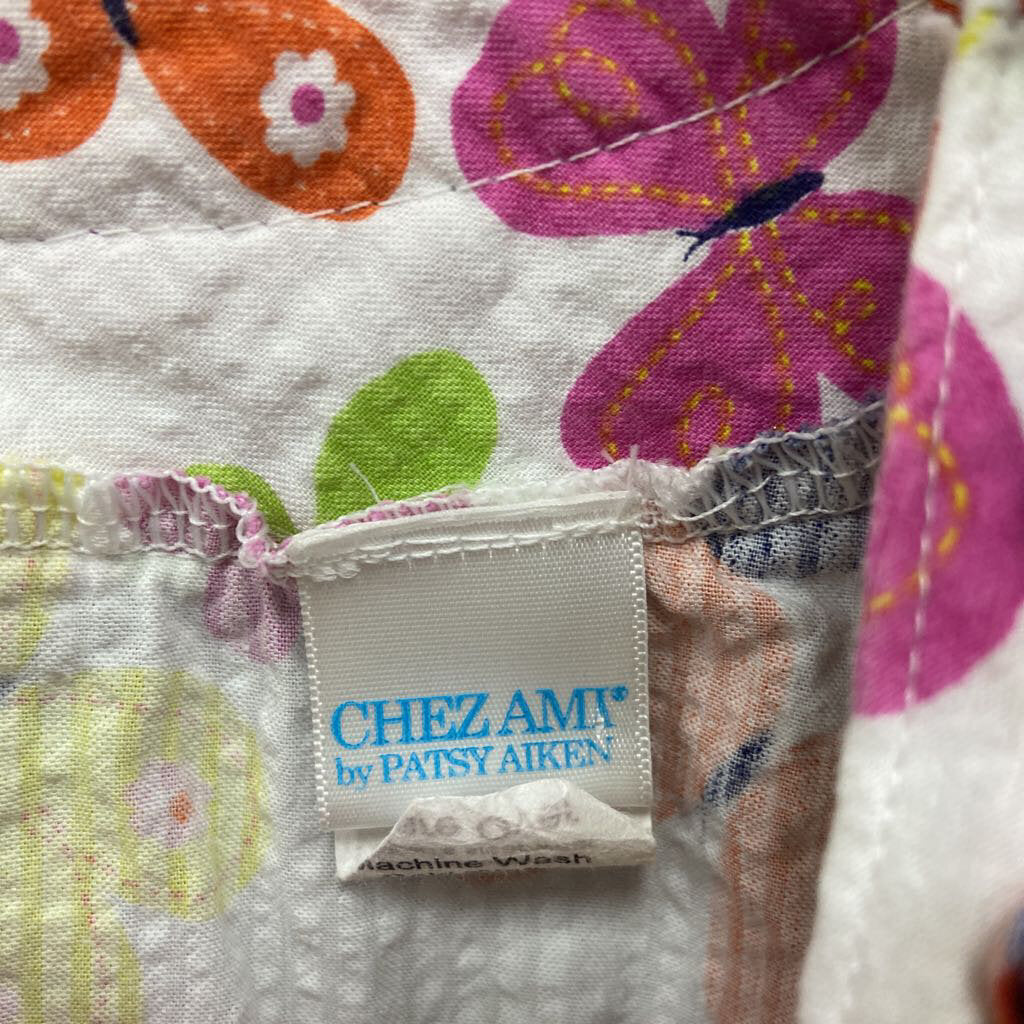 CHEZ AMI®
by PATSY AIKEN
Machine Wash